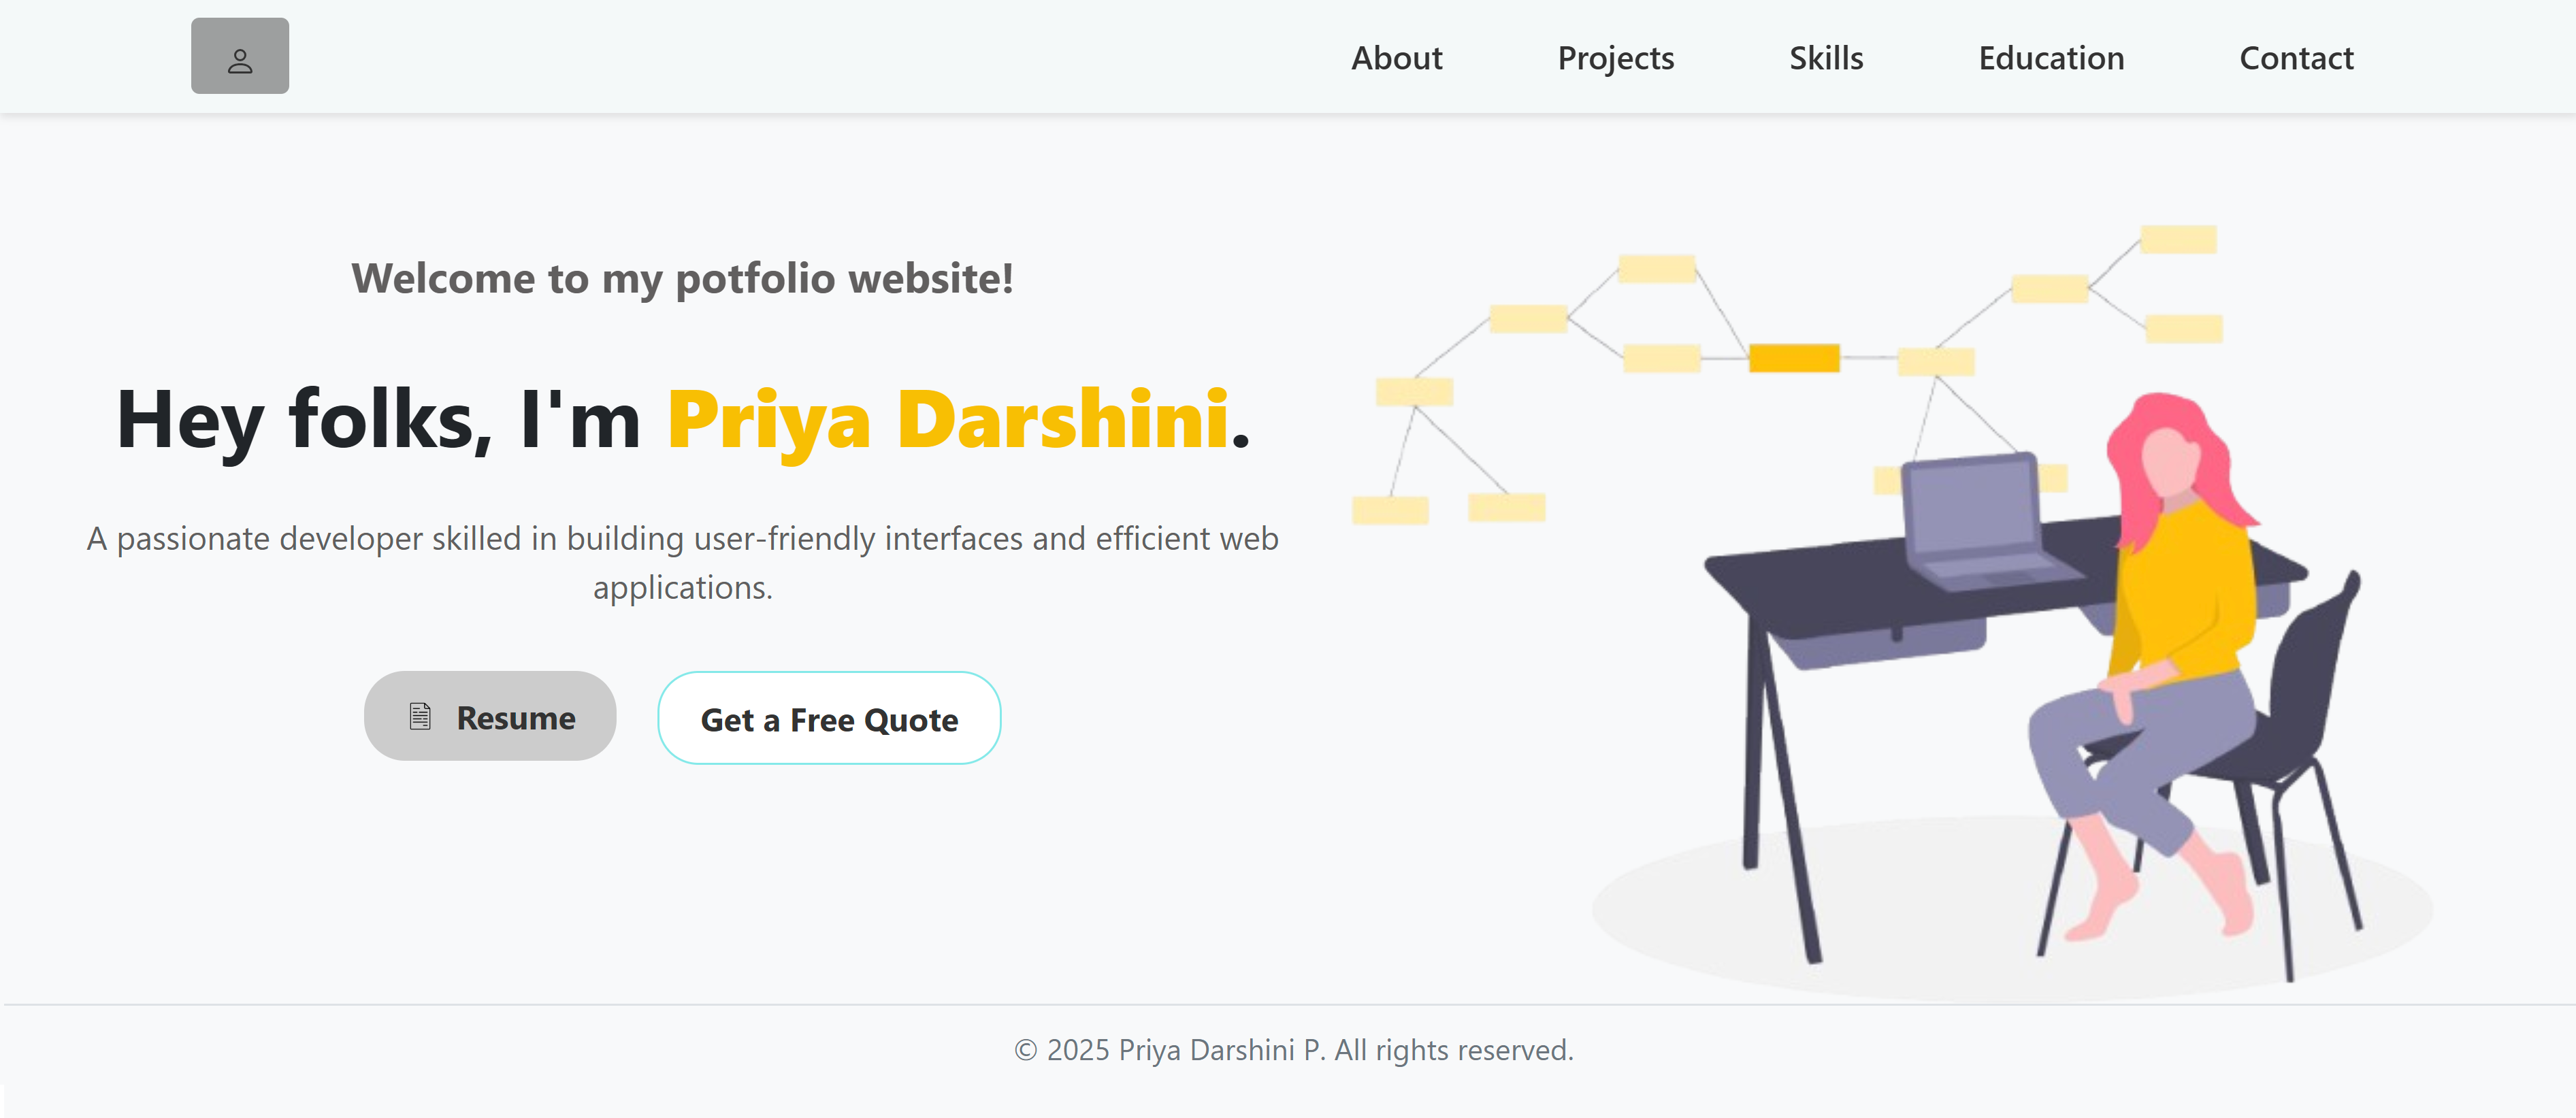 About Projects Skills Education Contact
Welcome to my potfolio website!
Hey folks, I'm Priya Darshini.
A passionate developer skilled in building user-friendly interfaces and efficient web
applications.
Resume Get a Free Quote
© 2025 Priya Darshini P. All rights reserved.